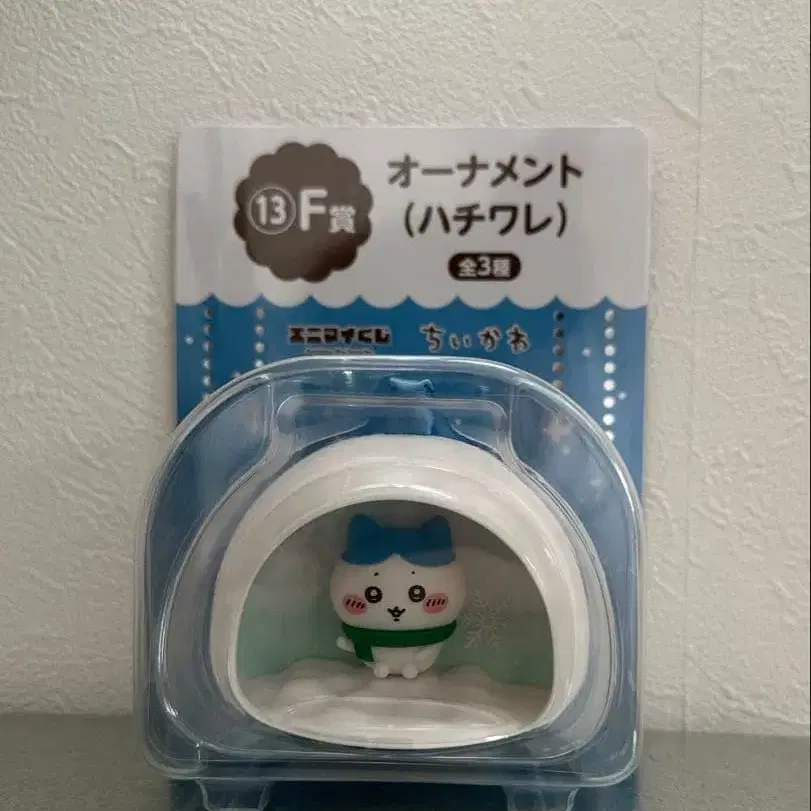 ⑬F賞
オーナメント
(ハチワレ)
全3種
エニマイくじ
ちいかわ